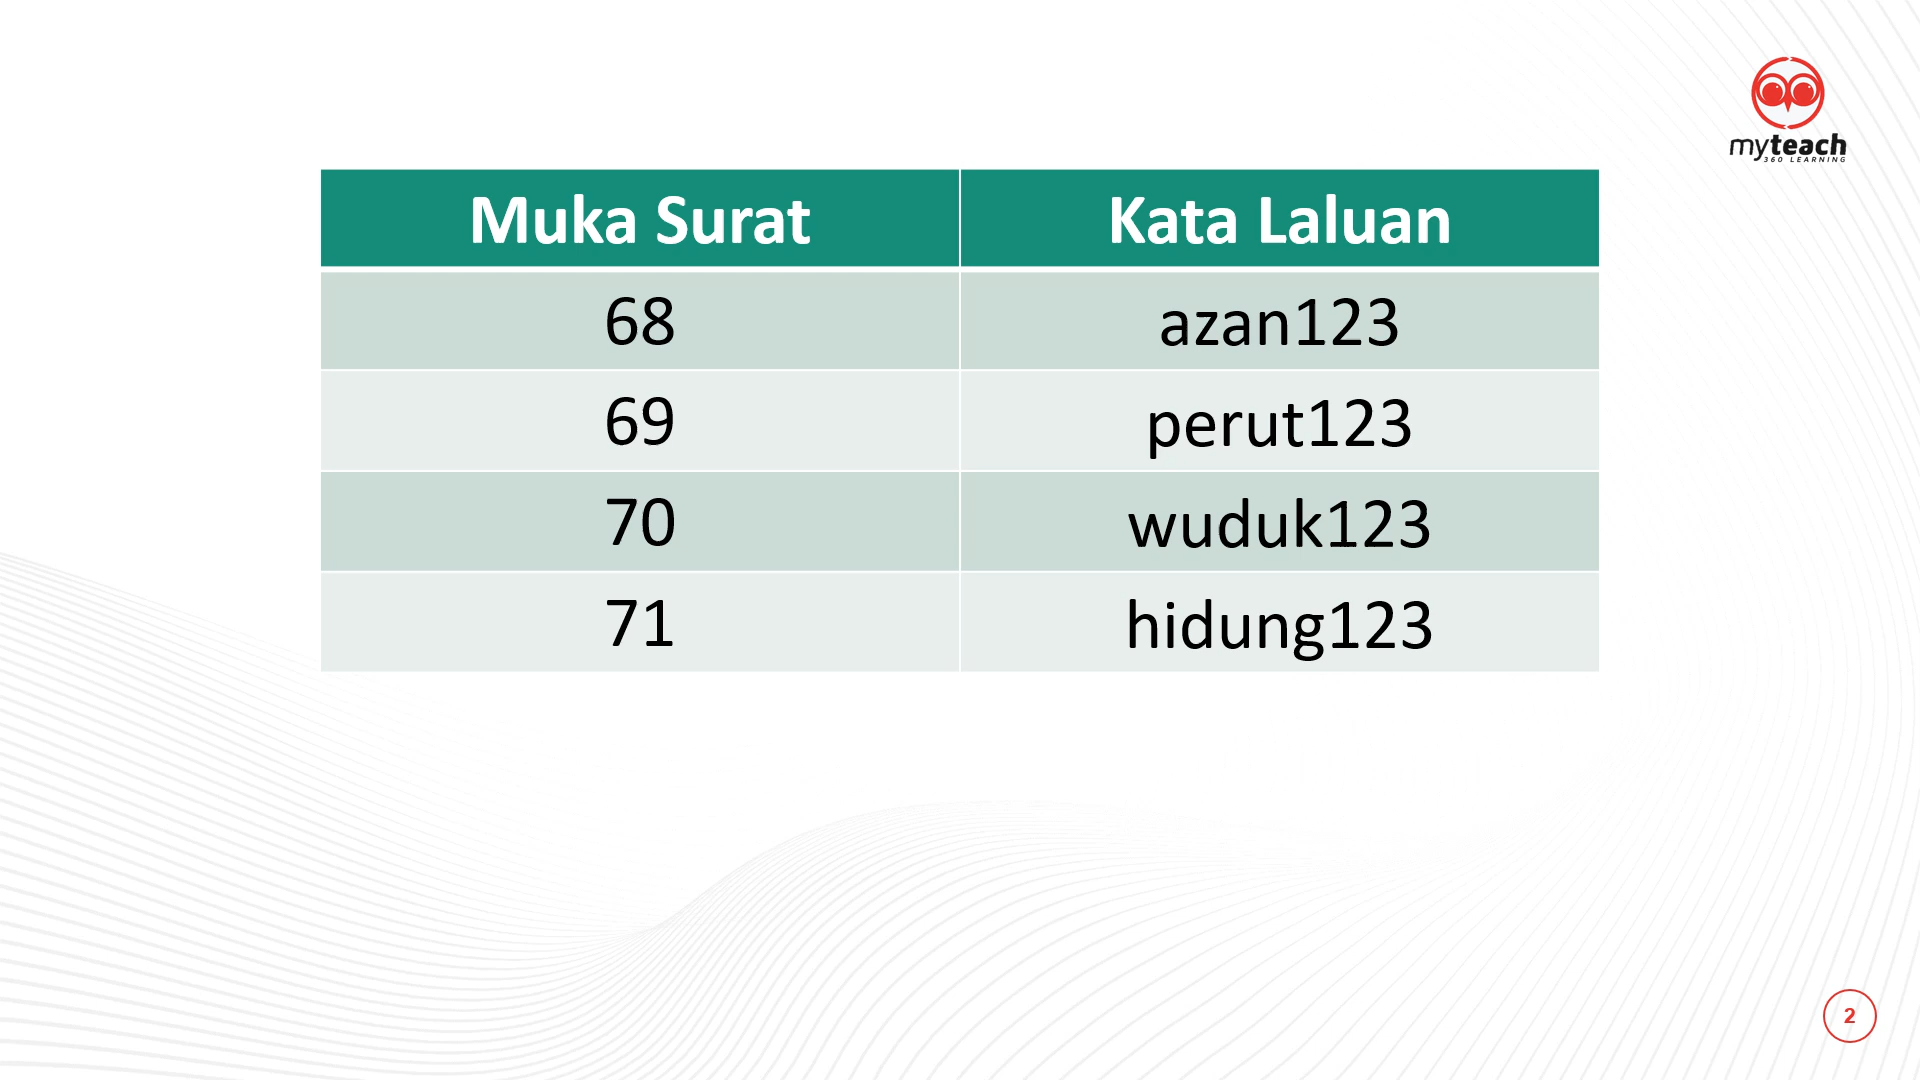 myteach
360 LEARNING
Muka Surat Kata Laluan
68 azan123
69 perut123
70 wuduk123
71 hidung123
2